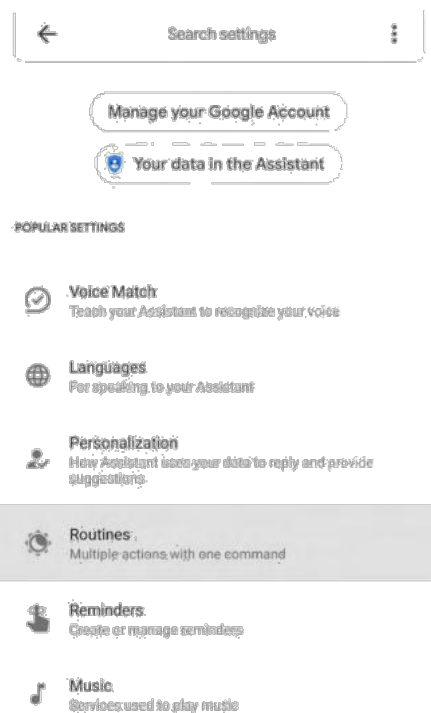 Search settings
Manage your Google Account
Your data in the Assistant
POPULAR SETTINGS
Voice Match
Teach your Assistant to recognize your voice
Languages
For speaking to your Assistant
Personalization
How Assistant uses your data to reply and provide
suggestions
Routines
Multiple actions with one command
Reminders
Create or manage reminders
Music
Services used to play music